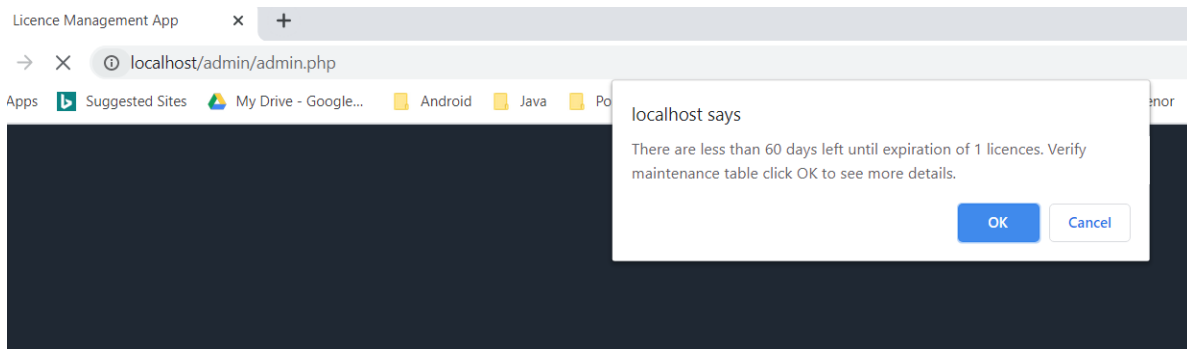 Licence Management App
localhost/admin/admin.php
Apps Suggested Sites My Drive - Google... Android Java Po enor
localhost says
There are less than 60 days left until expiration of 1 licences. Verify
maintenance table click OK to see more details.
OK Cancel